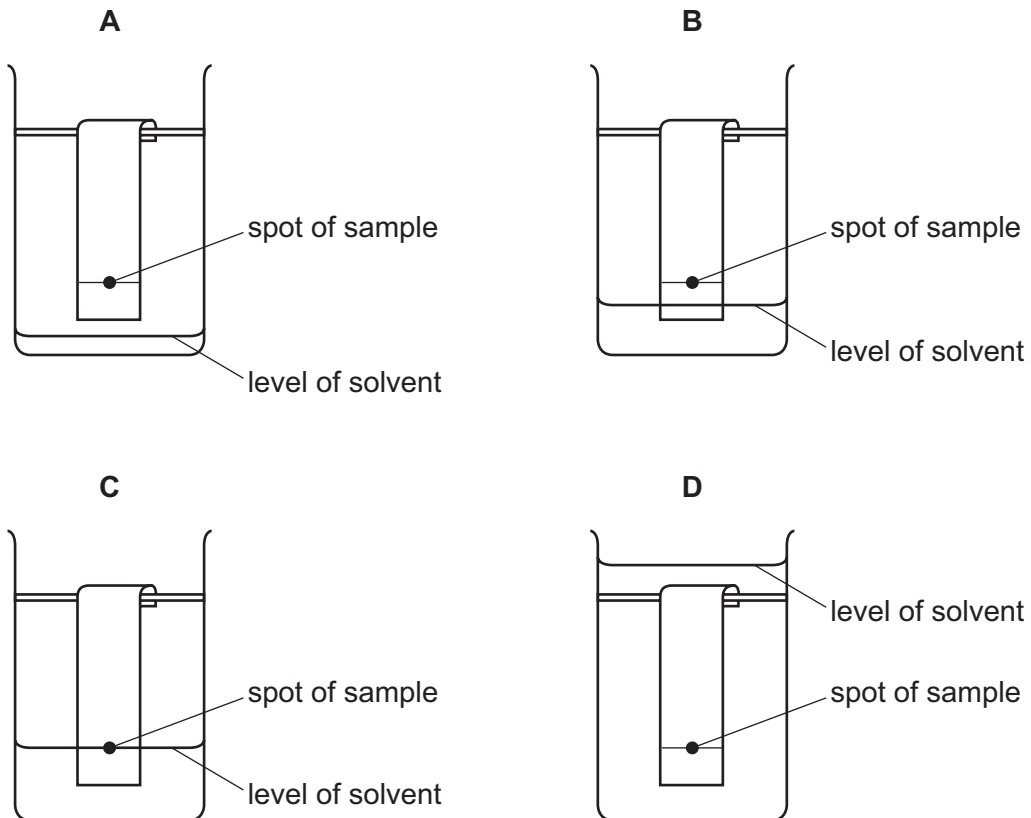 A
B
spot of sample
spot of sample
level of solvent
level of solvent
C
D
level of solvent
spot of sample
spot of sample
level of solvent